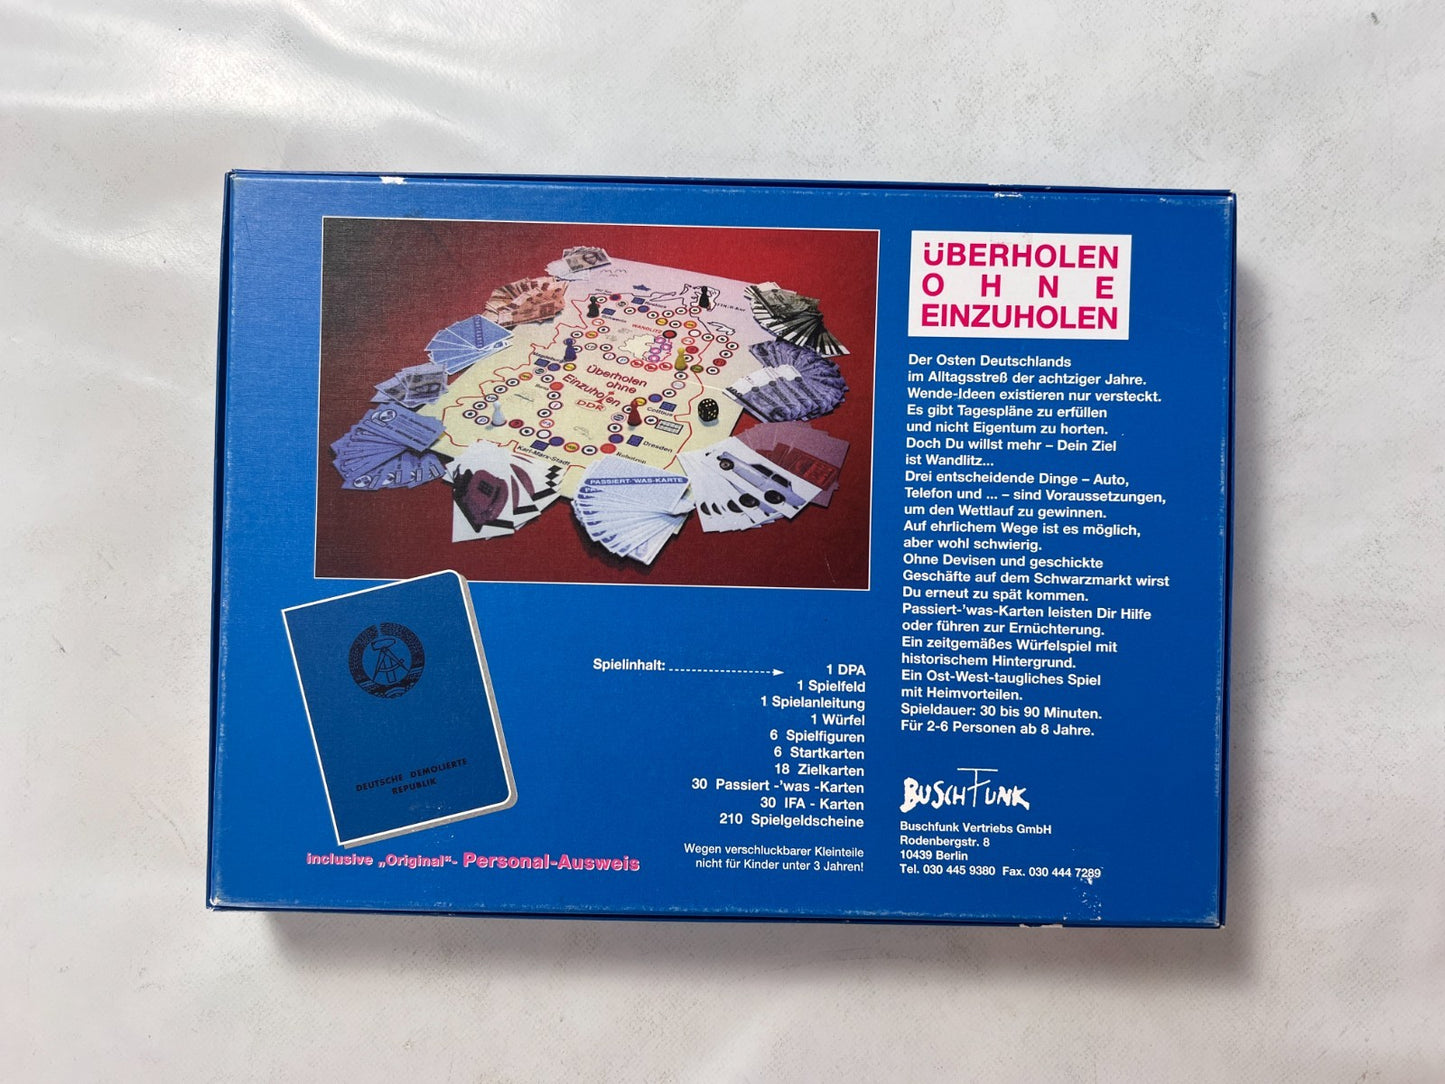 ÜBERHOLEN
OHNE
EINZUHOLEN
Der Osten Deutschlands
im Alltagsstreß der achtziger Jahre.
Wende-Ideen existieren nur versteckt.
Es gibt Tagespläne zu erfüllen
und nicht Eigentum zu horten.
Doch Du willst mehr – Dein Ziel
ist Wandlitz...
Drei entscheidende Dinge – Auto,
Telefon und ... – sind Voraussetzungen,
um den Wettlauf zu gewinnen.
Auf ehrlichem Wege ist es möglich,
aber wohl schwierig.
Ohne Devisen und geschickte
Geschäfte auf dem Schwarzmarkt wirst
Du erneut zu spät kommen.
Passiert-'was-Karten leisten Dir Hilfe
oder führen zur Ernüchterung.
Ein zeitgemäßes Würfelspiel mit
historischem Hintergrund.
Ein Ost-West-taugliches Spiel
mit Heimvorteilen.
Spieldauer: 30 bis 90 Minuten.
Für 2-6 Personen ab 8 Jahre.
BUSCHFUNK
Buschfunk Vertriebs GmbH
Rodenbergstr. 8
10439 Berlin
Tel. 030 445 9380 Fax. 030 444 7289
WANDLITZ
Überholen
ohne
Einzuholen
DDR
Cottbus
Dresden
Robotron
Karl-Marx-Stadt
PASSIERT-'WAS-KARTE
DEUTSCHE DEMOLIERTE
REPUBLIK
inclusive „Original“- Personal-Ausweis
Spielinhalt: 1 DPA
1 Spielfeld
1 Spielanleitung
1 Würfel
6 Spielfiguren
6 Startkarten
18 Zielkarten
30 Passiert -'was -Karten
30 IFA - Karten
210 Spielgeldscheine
Wegen verschluckbarer Kleinteile
nicht für Kinder unter 3 Jahren!